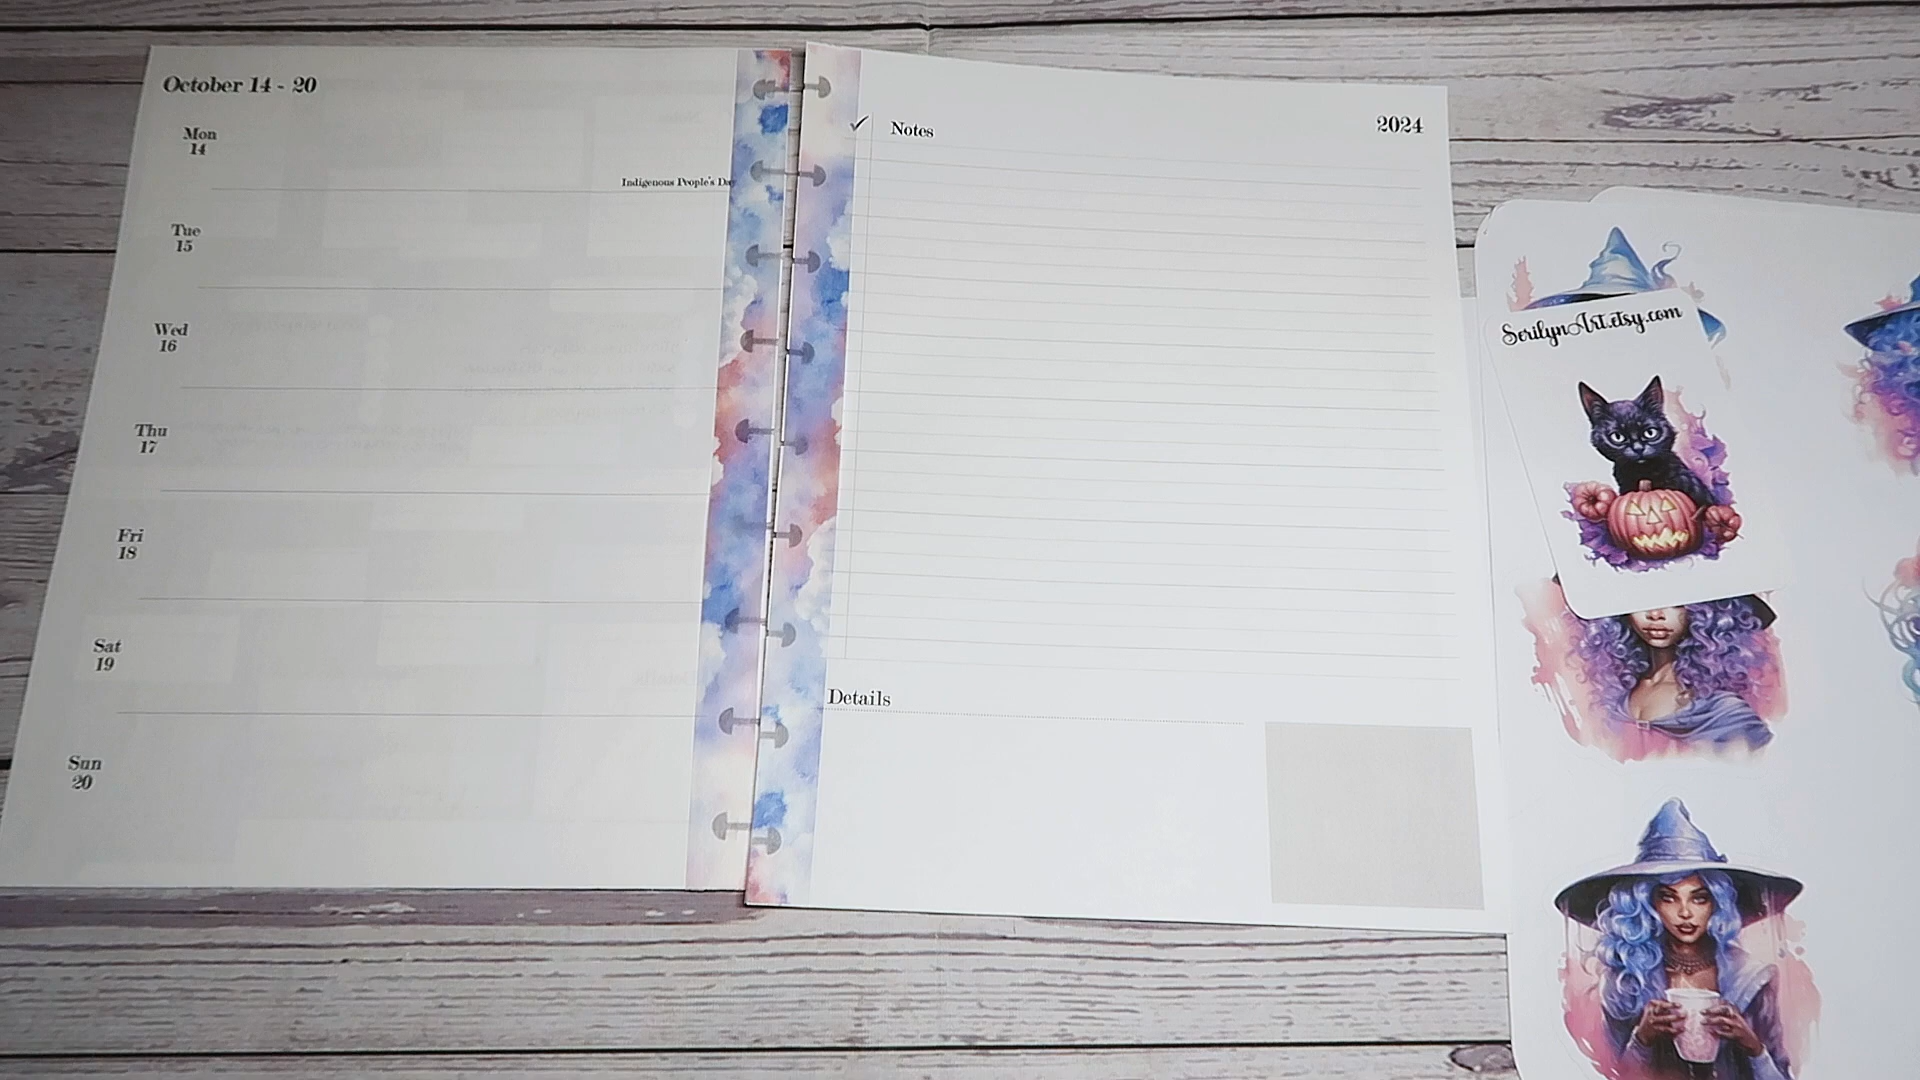 October 14 - 20
Mon
14
Indigenous People's Day
Tue
15
Wed
16
Thu
17
Fri
18
Sat
19
Sun
20
✓ Notes
2024
Details
SerilynArt.etsy.com